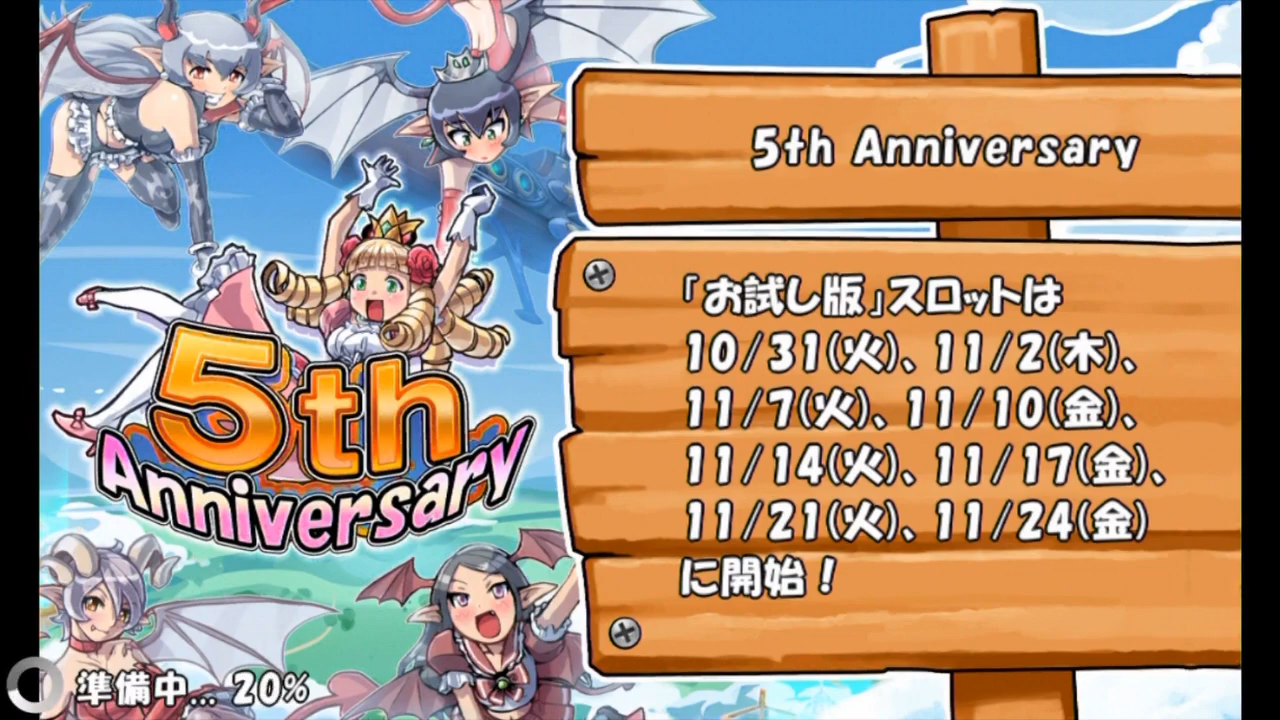 5th Anniversary
「お試し版」スロットは
10/31(火)、11/2(木)、
11/7(火)、11/10(金)、
11/14(火)、11/17(金)、
11/21(火)、11/24(金)
に開始！
5th
Anniversary
準備中... 20%